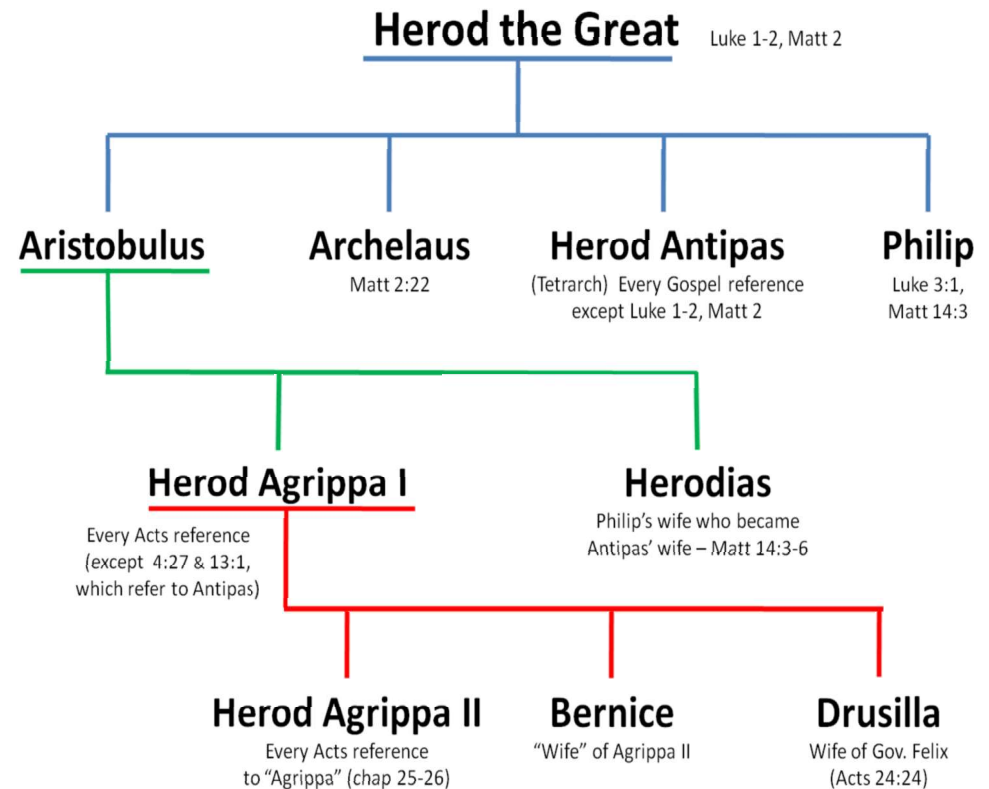 Herod the Great
Luke 1-2, Matt 2
Aristobulus
Archelaus
Matt 2:22
Herod Antipas
(Tetrarch)  Every Gospel reference
except Luke 1-2, Matt 2
Philip
Luke 3:1,
Matt 14:3
Herod Agrippa I
Every Acts reference
(except  4:27 & 13:1,
which refer to Antipas)
Herodias
Philip’s wife who became
Antipas’ wife – Matt 14:3-6
Herod Agrippa II
Every Acts reference
to “Agrippa” (chap 25-26)
Bernice
“Wife” of Agrippa II
Drusilla
Wife of Gov. Felix
(Acts 24:24)